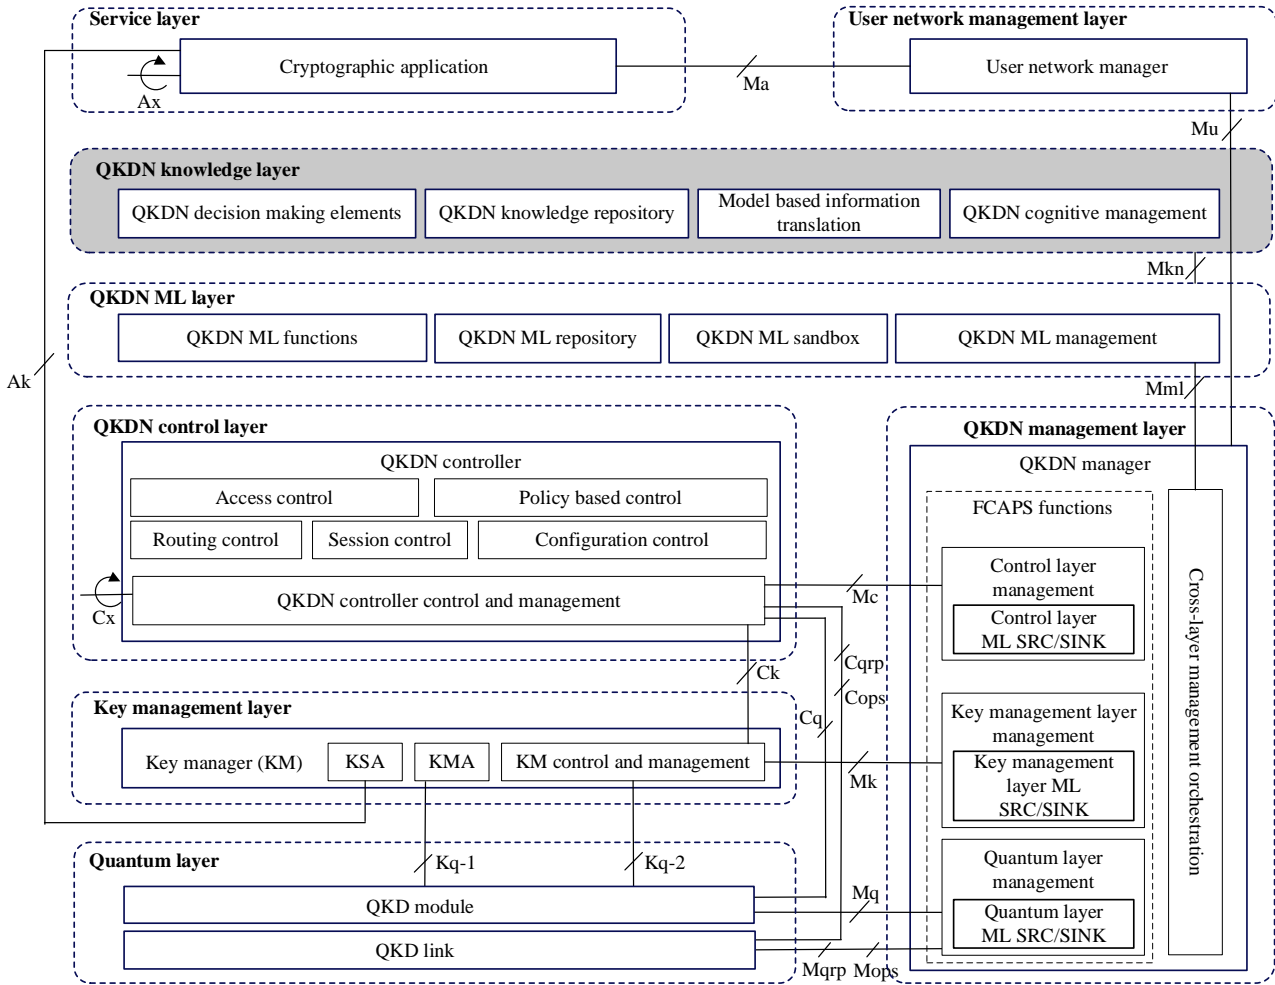 Service layer
Cryptographic application
Ax
Ma
User network management layer
User network manager
Mu
QKDN knowledge layer
QKDN decision making elements
QKDN knowledge repository
Model based information
translation
QKDN cognitive management
Mkn
QKDN ML layer
QKDN ML functions
QKDN ML repository
QKDN ML sandbox
QKDN ML management
Ak
Mml
QKDN control layer
QKDN controller
Access control
Policy based control
Routing control
Session control
Configuration control
QKDN controller control and management
Cx
Mc
Cqrp
Cops
Ck
Cq
Key management layer
Key manager (KM)
KSA
KMA
KM control and management
Mk
Quantum layer
Kq-1
Kq-2
QKD module
QKD link
Mq
Mqrp
Mops
QKDN management layer
QKDN manager
FCAPS functions
Control layer
management
Control layer
ML SRC/SINK
Key management layer
management
Key management
layer ML
SRC/SINK
Quantum layer
management
Quantum layer
ML SRC/SINK
Cross-layer management orchestration